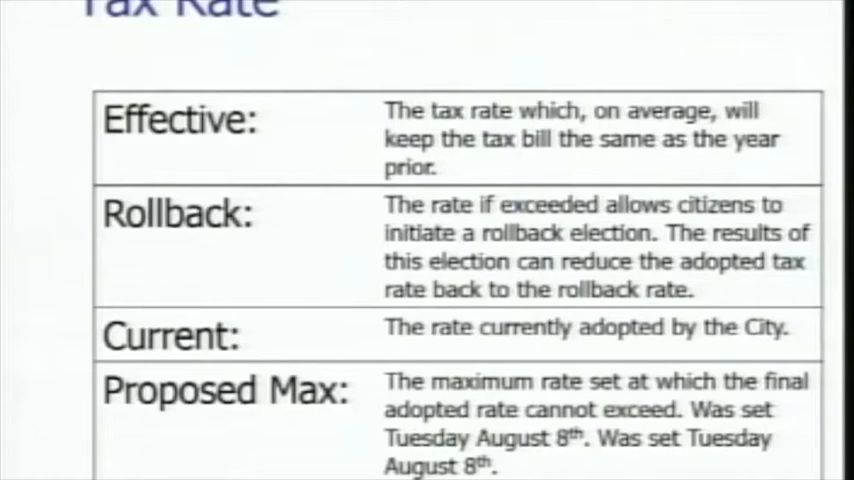 Tax Rate
Effective:
The tax rate which, on average, will
keep the tax bill the same as the year
prior.
Rollback:
The rate if exceeded allows citizens to
initiate a rollback election. The results of
this election can reduce the adopted tax
rate back to the rollback rate.
Current:
The rate currently adopted by the City.
Proposed Max:
The maximum rate set at which the final
adopted rate cannot exceed. Was set
Tuesday August 8th. Was set Tuesday
August 8th.